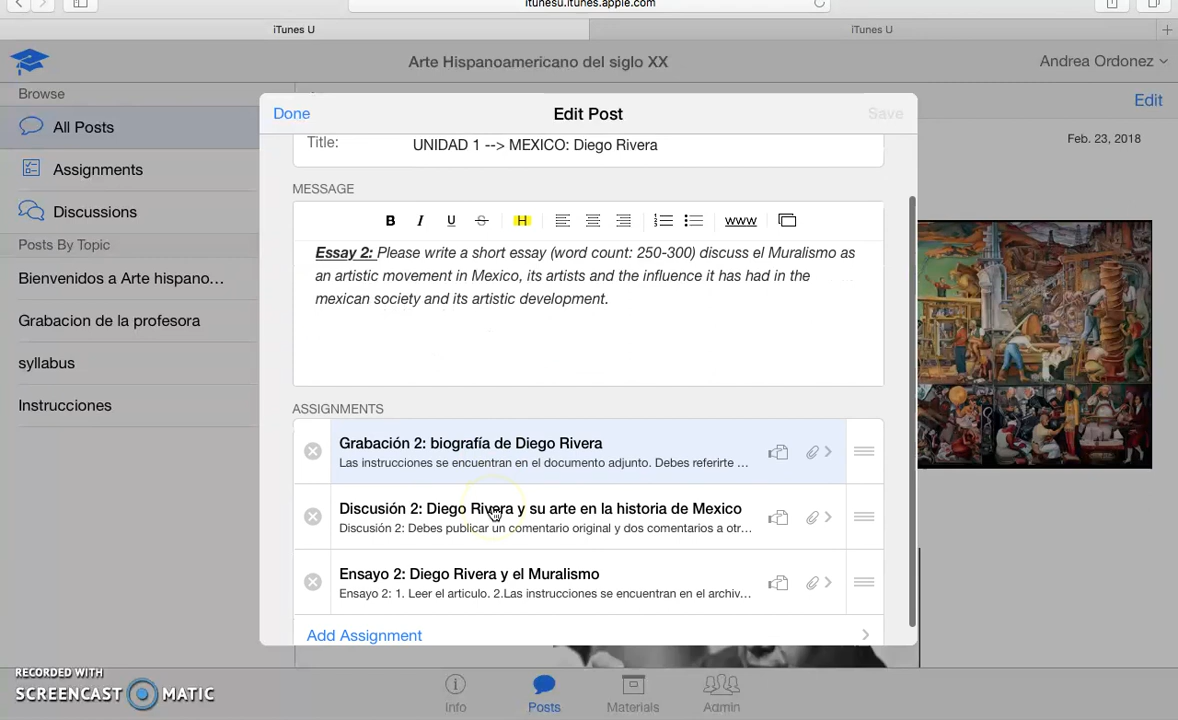 itunesu.itunes.apple.com
iTunes U
iTunes U
Arte Hispanoamericano del siglo XX
Andrea Ordonez
Browse
All Posts
Assignments
Discussions
Posts By Topic
Bienvenidos a Arte hispano...
Grabacion de la profesora
syllabus
Instrucciones
Edit
Feb. 23, 2018
Done
Edit Post
Save
Title:
UNIDAD 1 --> MEXICO: Diego Rivera
MESSAGE
B I U S H www
Essay 2: Please write a short essay (word count: 250-300) discuss el Muralismo as
an artistic movement in Mexico, its artists and the influence it has had in the
mexican society and its artistic development.
ASSIGNMENTS
Grabación 2: biografía de Diego Rivera
Las instrucciones se encuentran en el documento adjunto. Debes referirte ...
Discusión 2: Diego Rivera y su arte en la historia de Mexico
Discusión 2: Debes publicar un comentario original y dos comentarios a otr...
Ensayo 2: Diego Rivera y el Muralismo
Ensayo 2: 1. Leer el articulo. 2.Las instrucciones se encuentran en el archiv...
Add Assignment
RECORDED WITH
SCREENCAST MATIC
Info
Posts
Materials
Admin